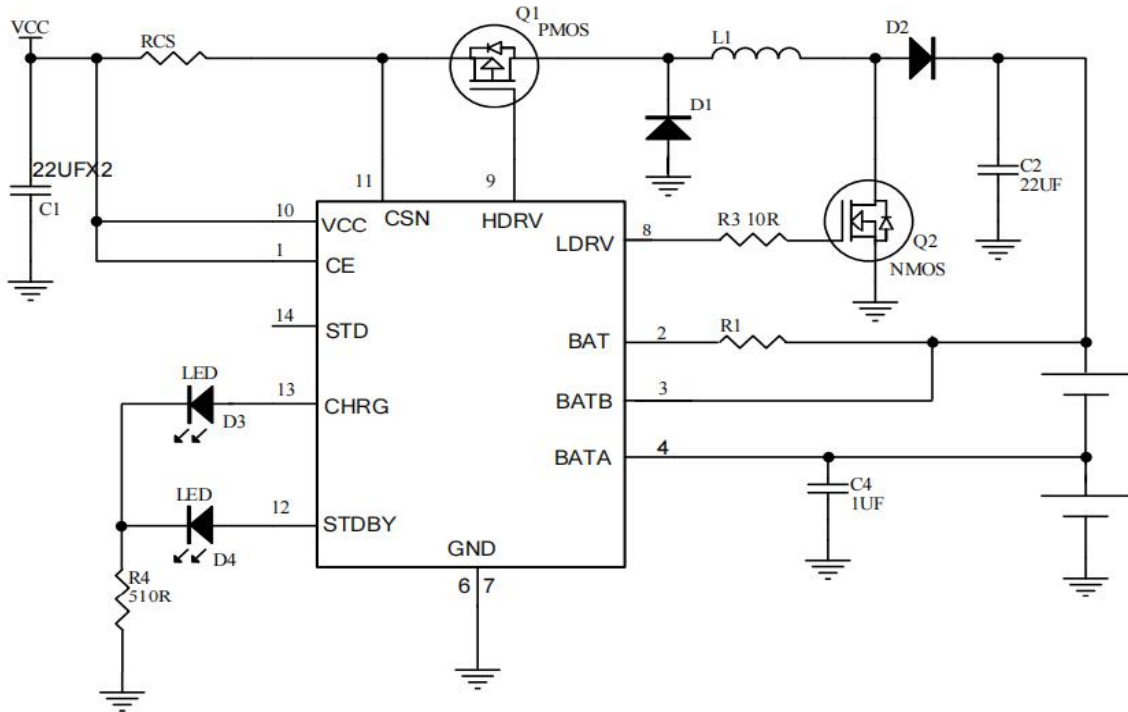 VCC
RCS
Q1
PMOS
L1
D2
D1
22UFX2
C1
C2
22UF
11
9
10
VCC
CSN
HDRV
LDRV
8
R3 10R
Q2
NMOS
1
CE
14
STD
BAT
2
R1
LED
13
CHRG
D3
BATB
3
BATA
4
C4
1UF
LED
12
STDBY
D4
GND
6 7
R4
510R